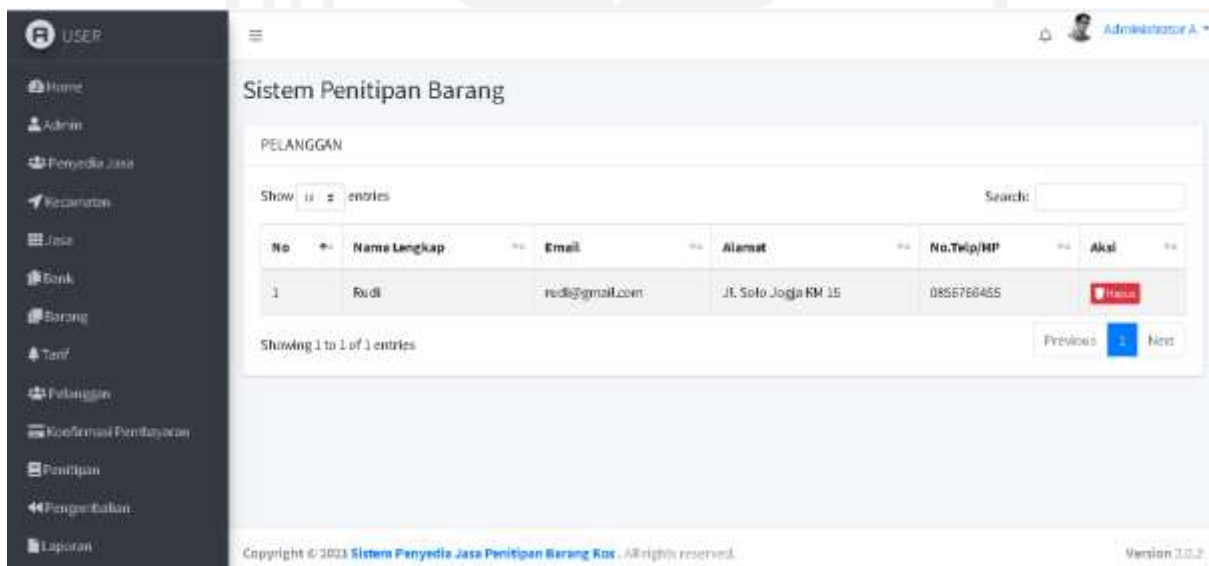 USER
Administrator A.
Home
Admin
Penyedia Jasa
Kecamatan
Jasa
Bank
Barang
Tarif
Pelanggan
Konfirmasi Pembayaran
Penitipan
Pengembalian
Laporan
Sistem Penitipan Barang
PELANGGAN
Show 10 entries
Search:
No Nama Lengkap Email Alamat No.Telp/HP Aksi
1 Rudi rudi@gmail.com Jl. Solo Jogja KM 15 0856766455 Hapus
Showing 1 to 1 of 1 entries
Previous 1 Next
Copyright © 2021 Sistem Penyedia Jasa Penitipan Barang Kos. All rights reserved.
Version